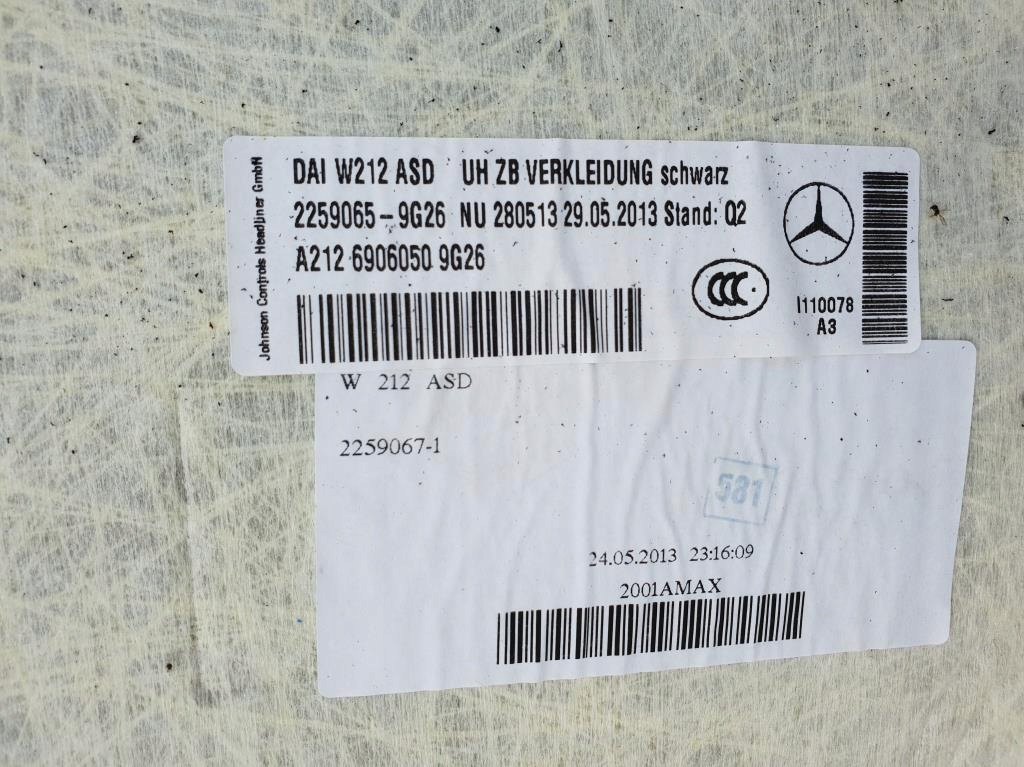 Johnson Controls Headliner GmbH
DAI W212 ASD UH ZB VERKLEIDUNG schwarz
2259065-9G26 NU 280513 29.05.2013 Stand: Q2
A212 6906050 9G26
CCC
I110078
A3
W 212 ASD
2259067-1
581
24.05.2013 23:16:09
2001AMAX